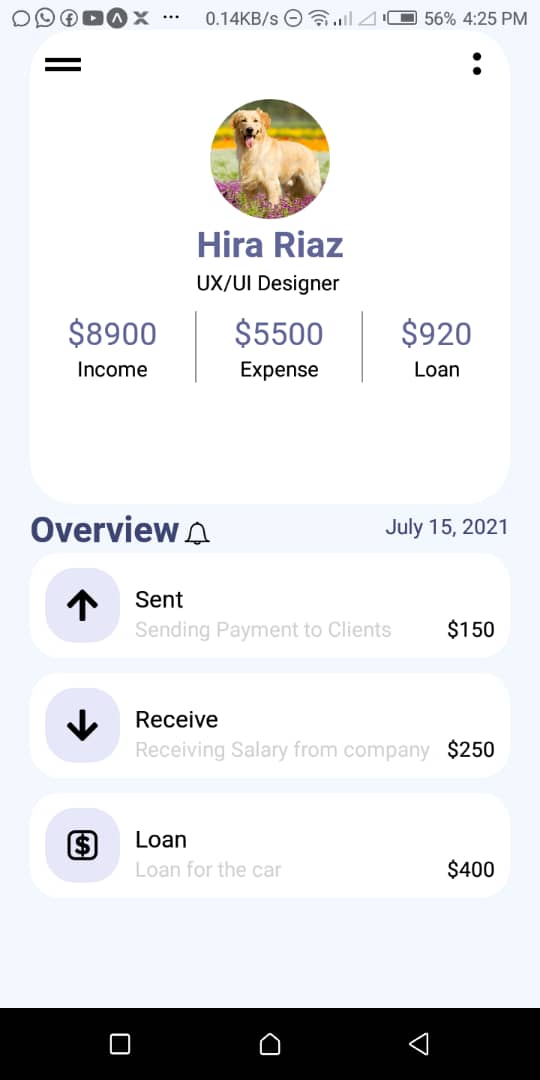 0.14KB/s 56% 4:25 PM
Hira Riaz
UX/UI Designer
$8900 $5500 $920
Income Expense Loan
Overview July 15, 2021
Sent
Sending Payment to Clients $150
Receive
Receiving Salary from company $250
Loan
Loan for the car $400